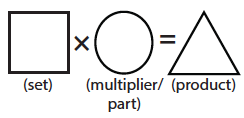 × =
(set) (multiplier/ (product)
part)